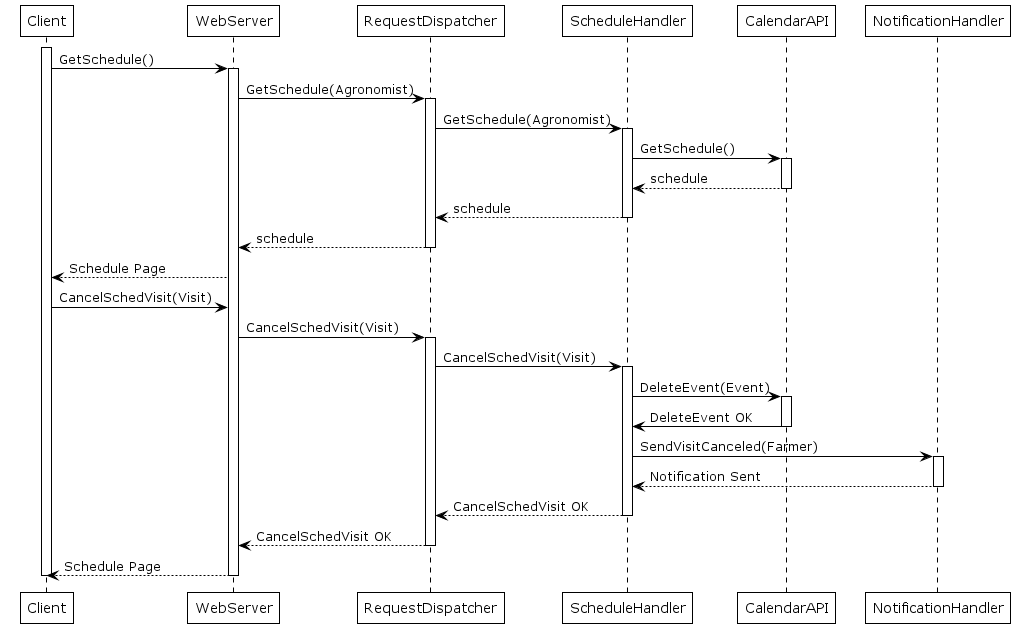 Client WebServer RequestDispatcher ScheduleHandler CalendarAPI NotificationHandler
GetSchedule()
GetSchedule(Agronomist)
GetSchedule(Agronomist)
GetSchedule()
schedule
schedule
schedule
Schedule Page
CancelSchedVisit(Visit)
CancelSchedVisit(Visit)
CancelSchedVisit(Visit)
DeleteEvent(Event)
DeleteEvent OK
SendVisitCanceled(Farmer)
Notification Sent
CancelSchedVisit OK
CancelSchedVisit OK
Schedule Page
Client WebServer RequestDispatcher ScheduleHandler CalendarAPI NotificationHandler